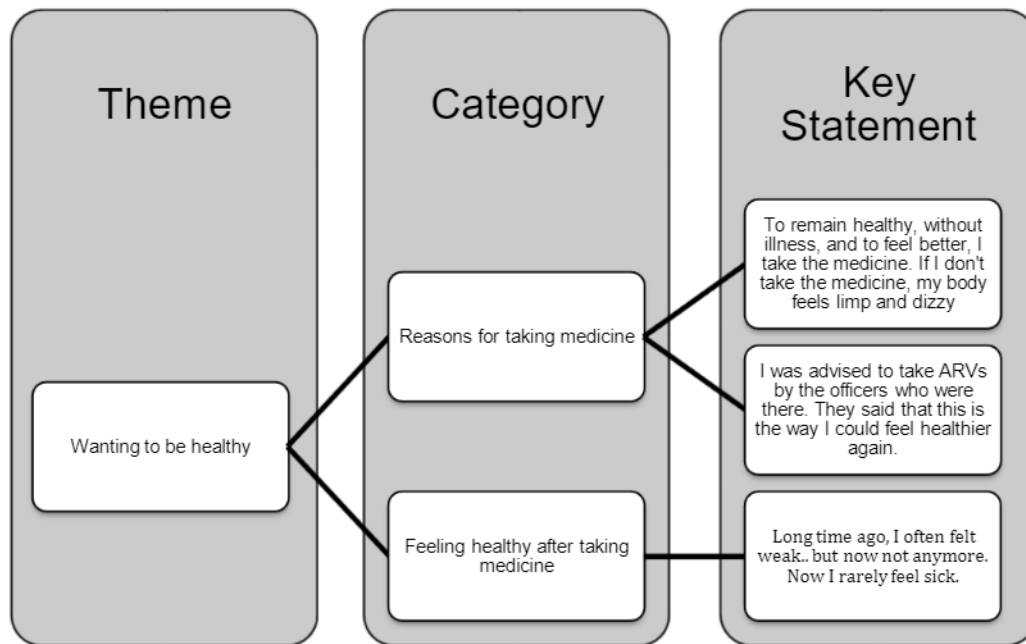 Theme
Category
Key
Statement
Wanting to be healthy
Reasons for taking medicine
Feeling healthy after taking
medicine
To remain healthy, without
illness, and to feel better, I
take the medicine. If I don't
take the medicine, my body
feels limp and dizzy
I was advised to take ARVs
by the officers who were
there. They said that this is
the way I could feel healthier
again.
Long time ago, I often felt
weak.. but now not anymore.
Now I rarely feel sick.